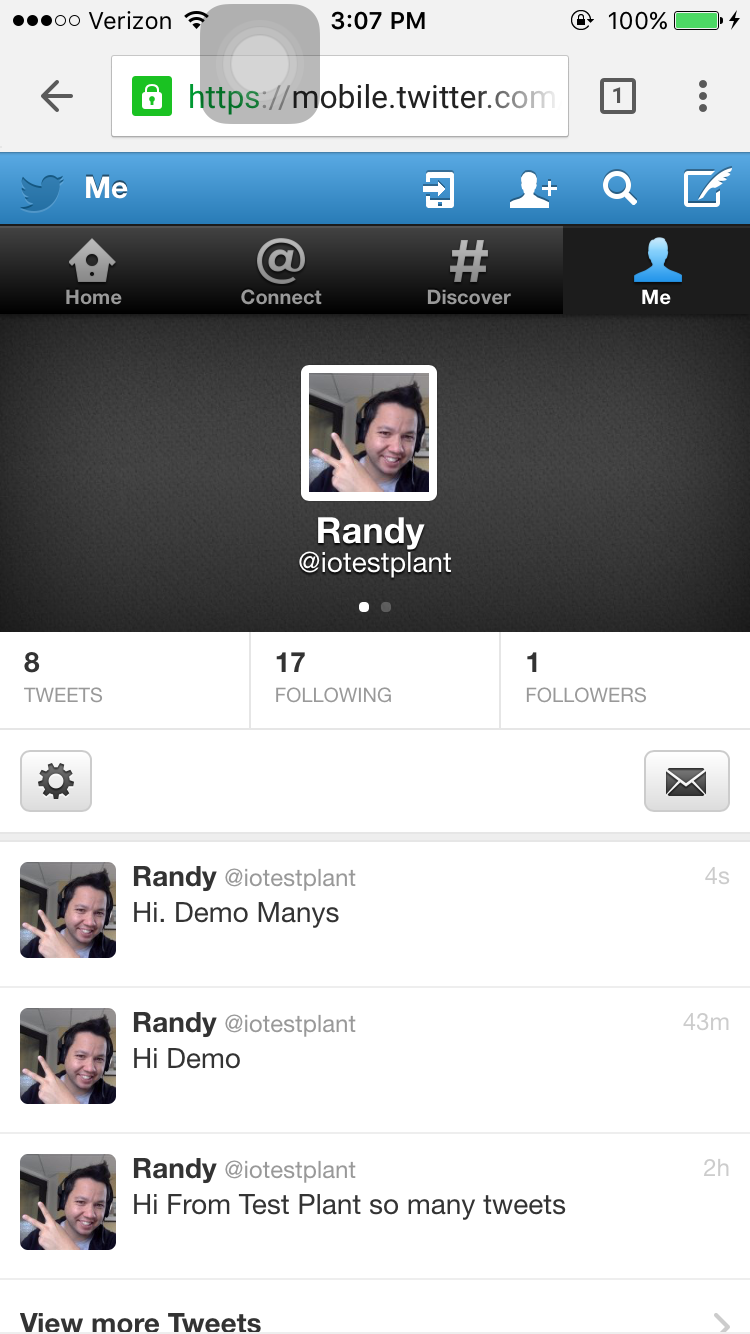 Verizon 3:07 PM 100%
https://mobile.twitter.com 1
Me
Home Connect Discover Me
Randy
@iotestplant
8 17 1
TWEETS FOLLOWING FOLLOWERS
Randy @iotestplant 4s
Hi. Demo Manys
Randy @iotestplant 43m
Hi Demo
Randy @iotestplant 2h
Hi From Test Plant so many tweets
View more Tweets